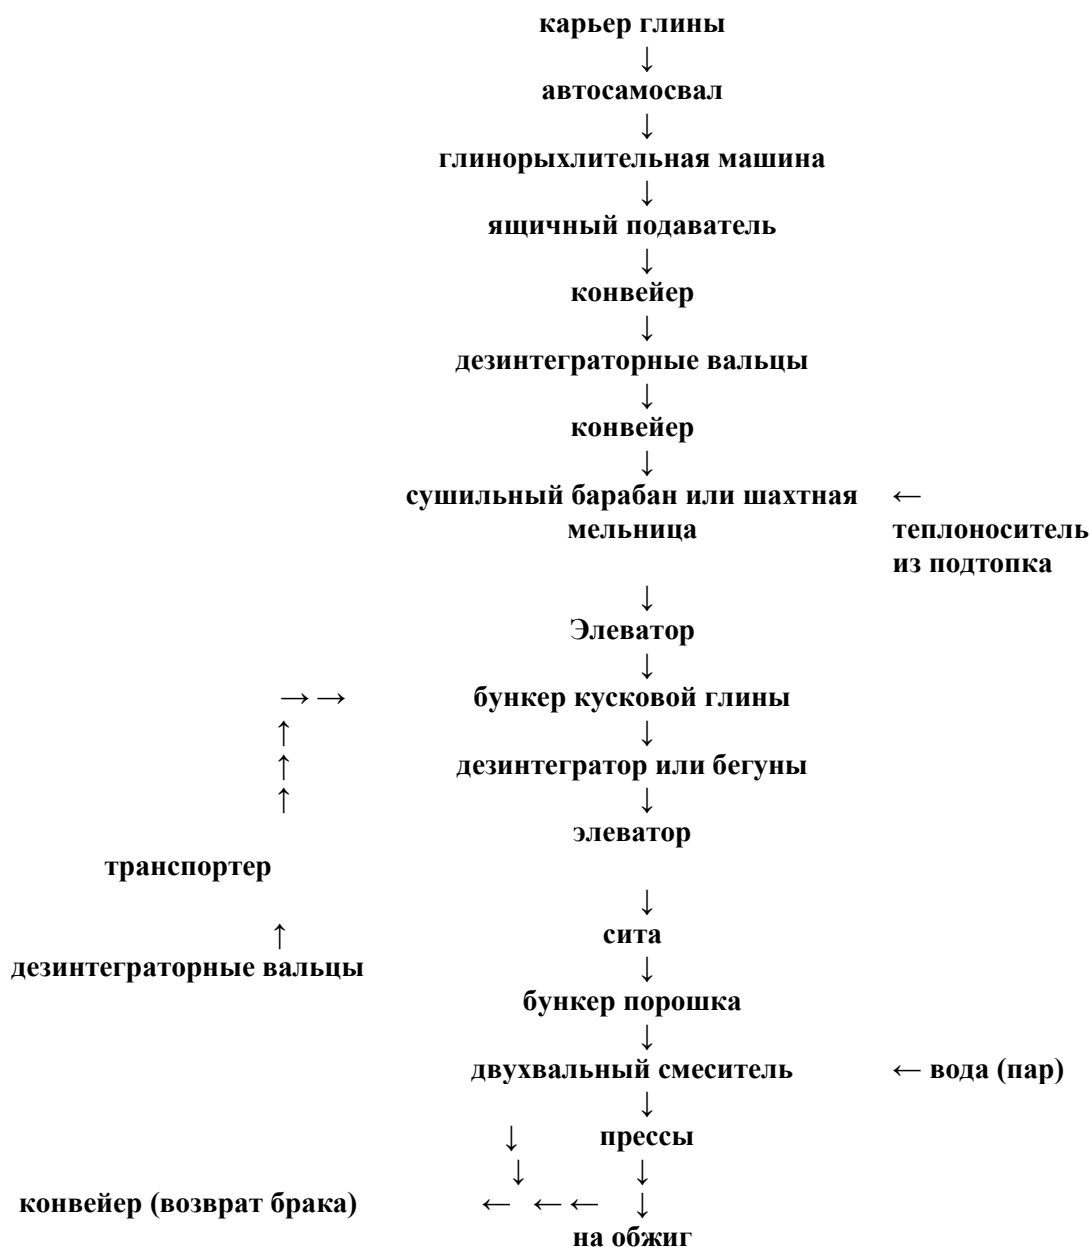 карьер глины
↓
автосамосвал
↓
глинорыхлительная машина
↓
ящичный подаватель
↓
конвейер
↓
дезинтеграторные вальцы
↓
конвейер
↓
сушильный барабан или шахтная ←
мельница теплоноситель
из подтопка
↓
Элеватор
↓
→ → бункер кусковой глины
↑ ↓
↑ дезинтегратор или бегуны
↑ ↓
элеватор
транспортер
↓
↑ сита
дезинтеграторные вальцы ↓
бункер порошка
↓
двухвальный смеситель ← вода (пар)
↓
↓ прессы
↓ ↓
конвейер (возврат брака) ← ← ← ↓
на обжиг